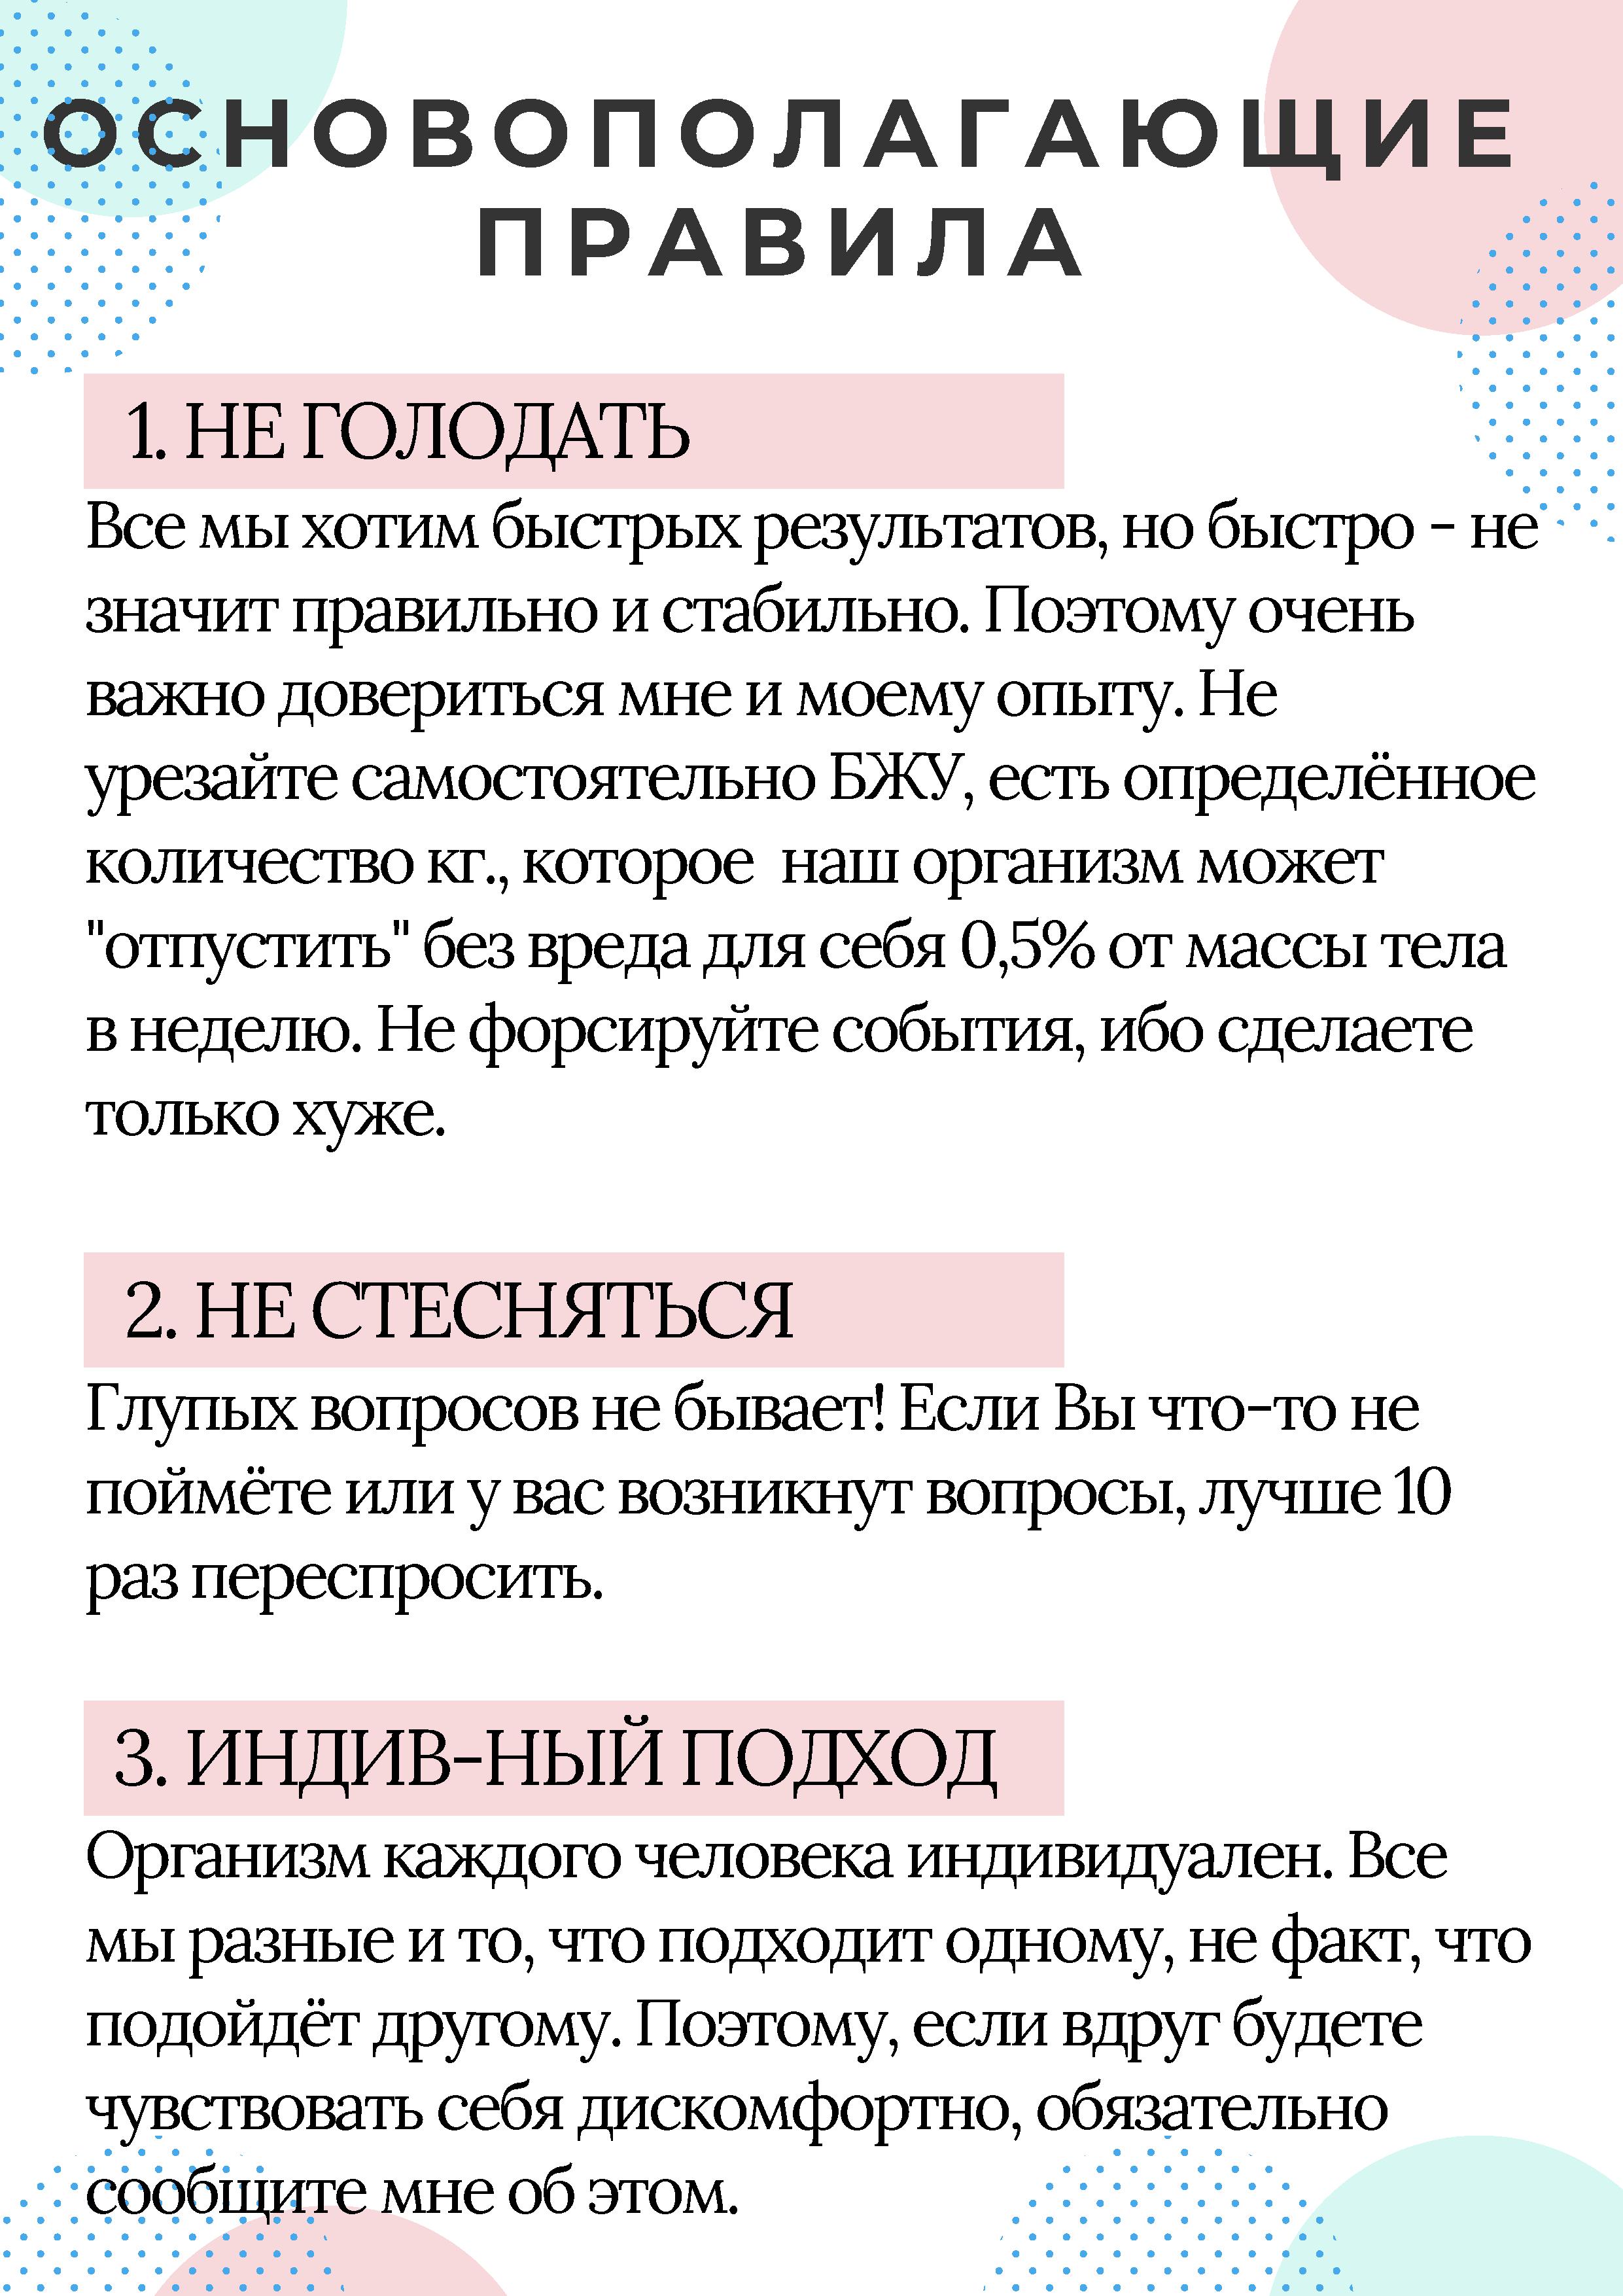 ОСНОВОПОЛАГАЮЩИЕ
ПРАВИЛА
1. НЕ ГОЛОДАТЬ
Все мы хотим быстрых результатов, но быстро - не
значит правильно и стабильно. Поэтому очень
важно довериться мне и моему опыту. Не
урезайте самостоятельно БЖУ, есть определённое
количество кг., которое  наш организм может
"отпустить" без вреда для себя 0,5% от массы тела
в неделю. Не форсируйте события, ибо сделаете
только хуже.
2. НЕ СТЕСНЯТЬСЯ
Глупых вопросов не бывает! Если Вы что-то не
поймёте или у вас возникнут вопросы, лучше 10
раз переспросить.
3. ИНДИВ-НЫЙ ПОДХОД
Организм каждого человека индивидуален. Все
мы разные и то, что подходит одному, не факт, что
подойдёт другому. Поэтому, если вдруг будете
чувствовать себя дискомфортно, обязательно
сообщите мне об этом.